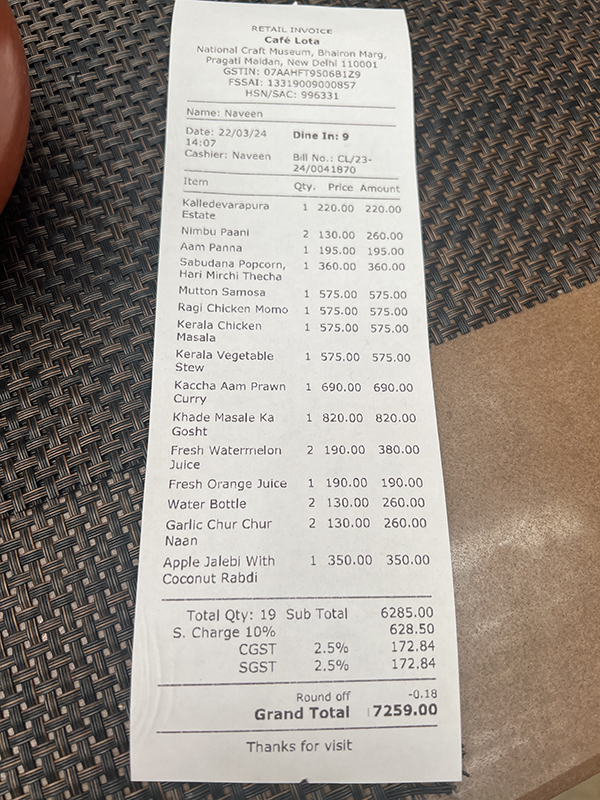 RETAIL INVOICE
Café Lota
National Craft Museum, Bhairon Marg,
Pragati Maidan, New Delhi 110001
GSTIN: 07AAHFT9506B1Z9
FSSAI: 13319009000857
HSN/SAC: 996331
Name: Naveen
Date: 22/03/24 Dine In: 9
14:07
Cashier: Naveen Bill No.: CL/23-
24/0041870
Item Qty. Price Amount
Kalledevarapura 1 220.00 220.00
Estate
Nimbu Paani 2 130.00 260.00
Aam Panna 1 195.00 195.00
Sabudana Popcorn, 1 360.00 360.00
Hari Mirchi Thecha
Mutton Samosa 1 575.00 575.00
Ragi Chicken Momo 1 575.00 575.00
Kerala Chicken 1 575.00 575.00
Masala
Kerala Vegetable 1 575.00 575.00
Stew
Kaccha Aam Prawn 1 690.00 690.00
Curry
Khade Masale Ka 1 820.00 820.00
Gosht
Fresh Watermelon 2 190.00 380.00
Juice
Fresh Orange Juice 1 190.00 190.00
Water Bottle 2 130.00 260.00
Garlic Chur Chur 2 130.00 260.00
Naan
Apple Jalebi With 1 350.00 350.00
Coconut Rabdi
Total Qty: 19 Sub Total 6285.00
S. Charge 10% 628.50
CGST 2.5% 172.84
SGST 2.5% 172.84
Round off -0.18
Grand Total 7259.00
Thanks for visit